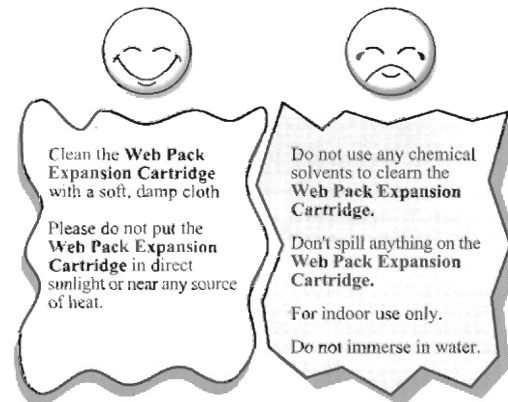 Clean the Web Pack
Expansion Cartridge
with a soft, damp cloth
Please do not put the
Web Pack Expansion
Cartridge in direct
sunlight or near any source
of heat.
Do not use any chemical
solvents to clearn the
Web Pack Expansion
Cartridge.
Don't spill anything on the
Web Pack Expansion
Cartridge.
For indoor use only.
Do not immerse in water.